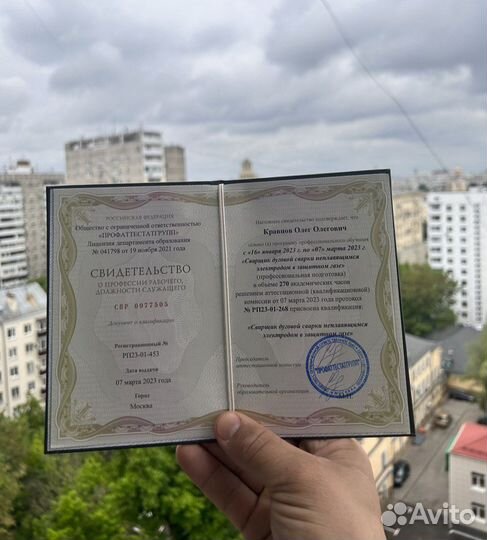 РОССИЙСКАЯ ФЕДЕРАЦИЯ
Общество с ограниченной ответственностью
«ПРОФАТТЕСТАТГРУПП»
Лицензия департамента образования
№ 041798 от 19 ноября 2021 года
СВИДЕТЕЛЬСТВО
О ПРОФЕССИИ РАБОЧЕГО,
ДОЛЖНОСТИ СЛУЖАЩЕГО
СПР 0977505
Документ о квалификации
Регистрационный №
РП23-01-453
Дата выдачи
07 марта 2023 года
Город
Москва
Настоящее свидетельство подтверждает, что
Кравцов Олег Олегович
освоил(а) программу профессионального обучения
с «16» января 2023 г. по «07» марта 2023 г.
«Сварщик дуговой сварки неплавящимся
электродом в защитном газе»
(профессиональная подготовка)
в объеме 270 академических часов
решением аттестационной (квалификационной)
комиссии от 07 марта 2023 года протокол
№ РП23-01-268 присвоена квалификация:
«Сварщик дуговой сварки неплавящимся
электродом в защитном газе»
Председатель
аттестационной комиссии
Руководитель
образовательной организации
"ПРОФАТТЕСТАТГРУПП"
Avito